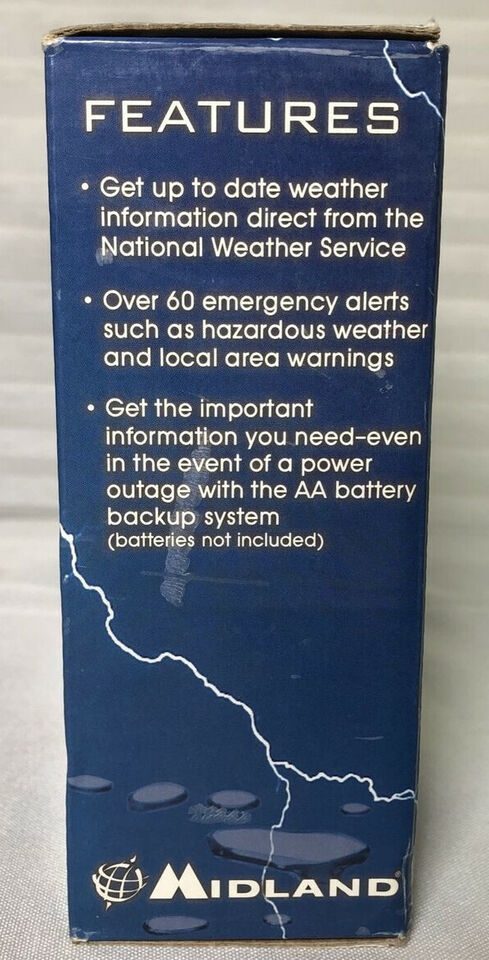 FEATURES
• Get up to date weather
information direct from the
National Weather Service
• Over 60 emergency alerts
such as hazardous weather
and local area warnings
• Get the important
information you need–even
in the event of a power
outage with the AA battery
backup system
(batteries not included)
MIDLAND®